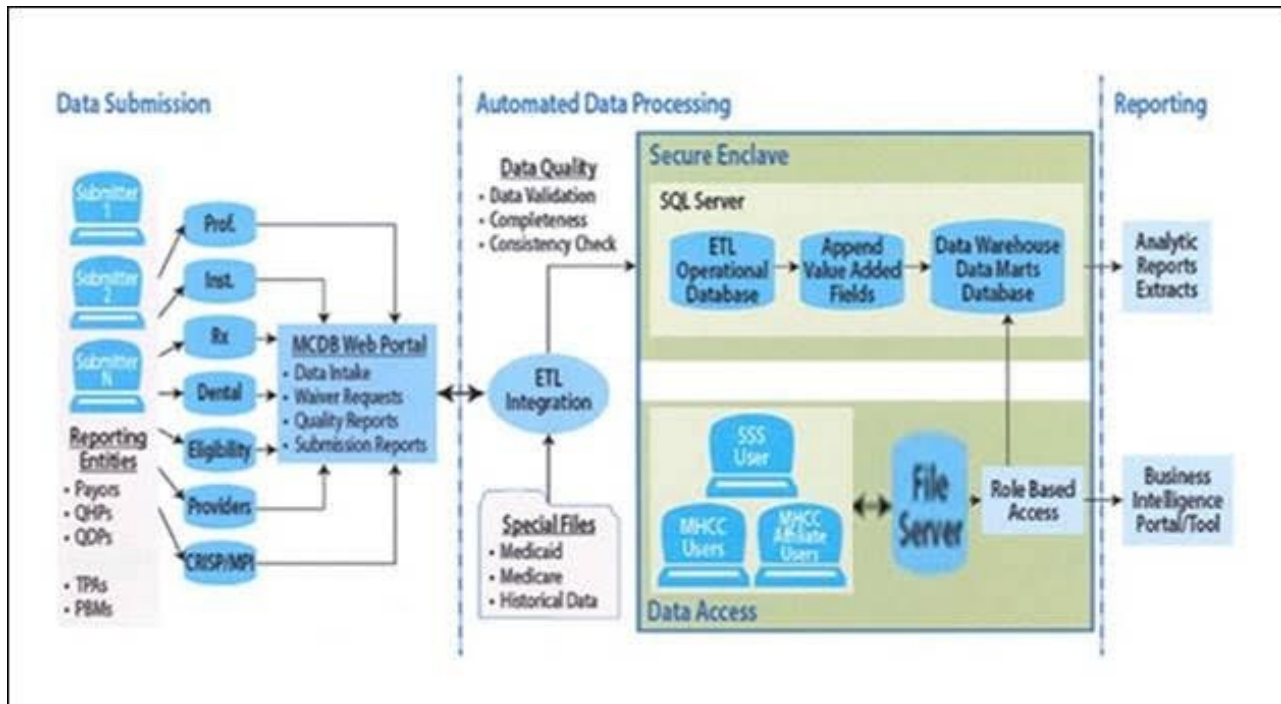 Data Submission
Submitter
1
Submitter
2
Submitter
N
Reporting
Entities
• Payors
• QHPs
• QDPs
• TPAs
• PBMs
Prof.
Inst.
Rx
Dental
Eligibility
Providers
CRISP/MPI
MCDB Web Portal
• Data Intake
• Waiver Requests
• Quality Reports
• Submission Reports
Automated Data Processing
Data Quality
• Data Validation
• Completeness
• Consistency Check
ETL
Integration
Special Files
• Medicaid
• Medicare
• Historical Data
Secure Enclave
SQL Server
ETL
Operational
Database
Append
Value Added
Fields
Data Warehouse
Data Marts
Database
SSS
User
MHCC
Users
MHCC
Affiliate
Users
File
Server
Role Based
Access
Data Access
Reporting
Analytic
Reports
Extracts
Business
Intelligence
Portal/Tool